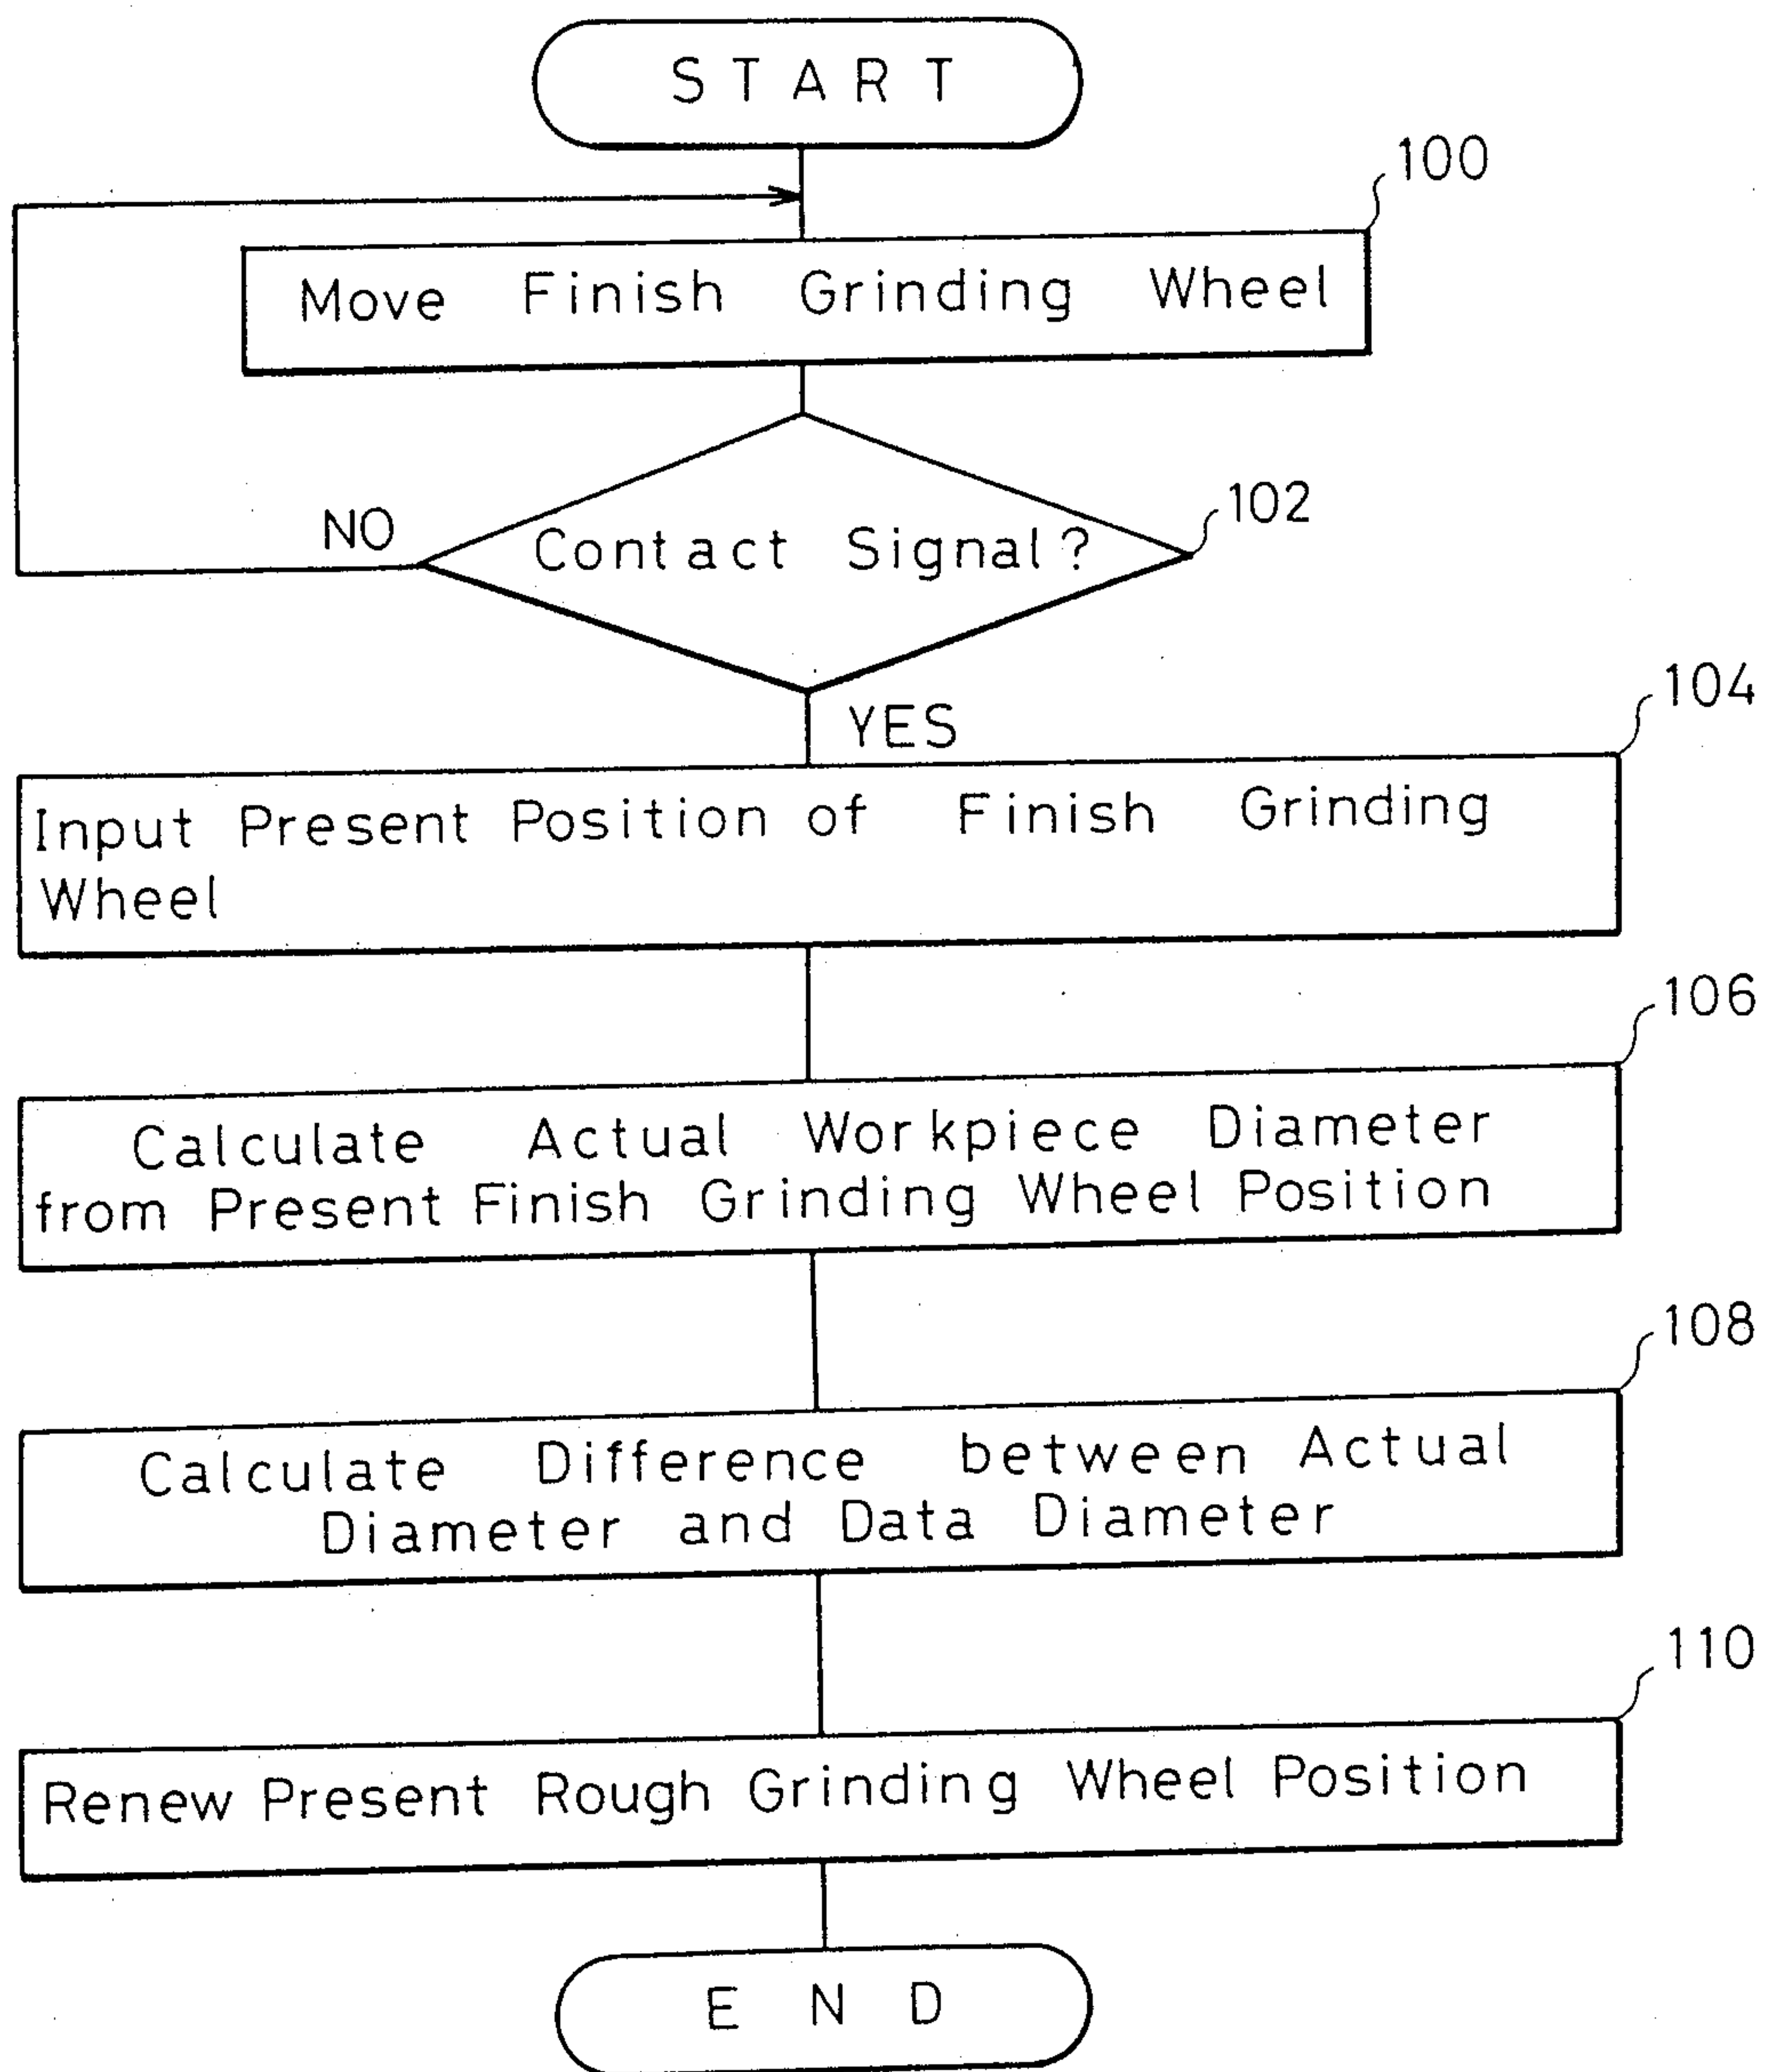 START
100
Move Finish Grinding Wheel
102
NO
Contact Signal?
YES
104
Input Present Position of Finish Grinding
Wheel
106
Calculate Actual Workpiece Diameter
from Present Finish Grinding Wheel Position
108
Calculate Difference between Actual
Diameter and Data Diameter
110
Renew Present Rough Grinding Wheel Position
END